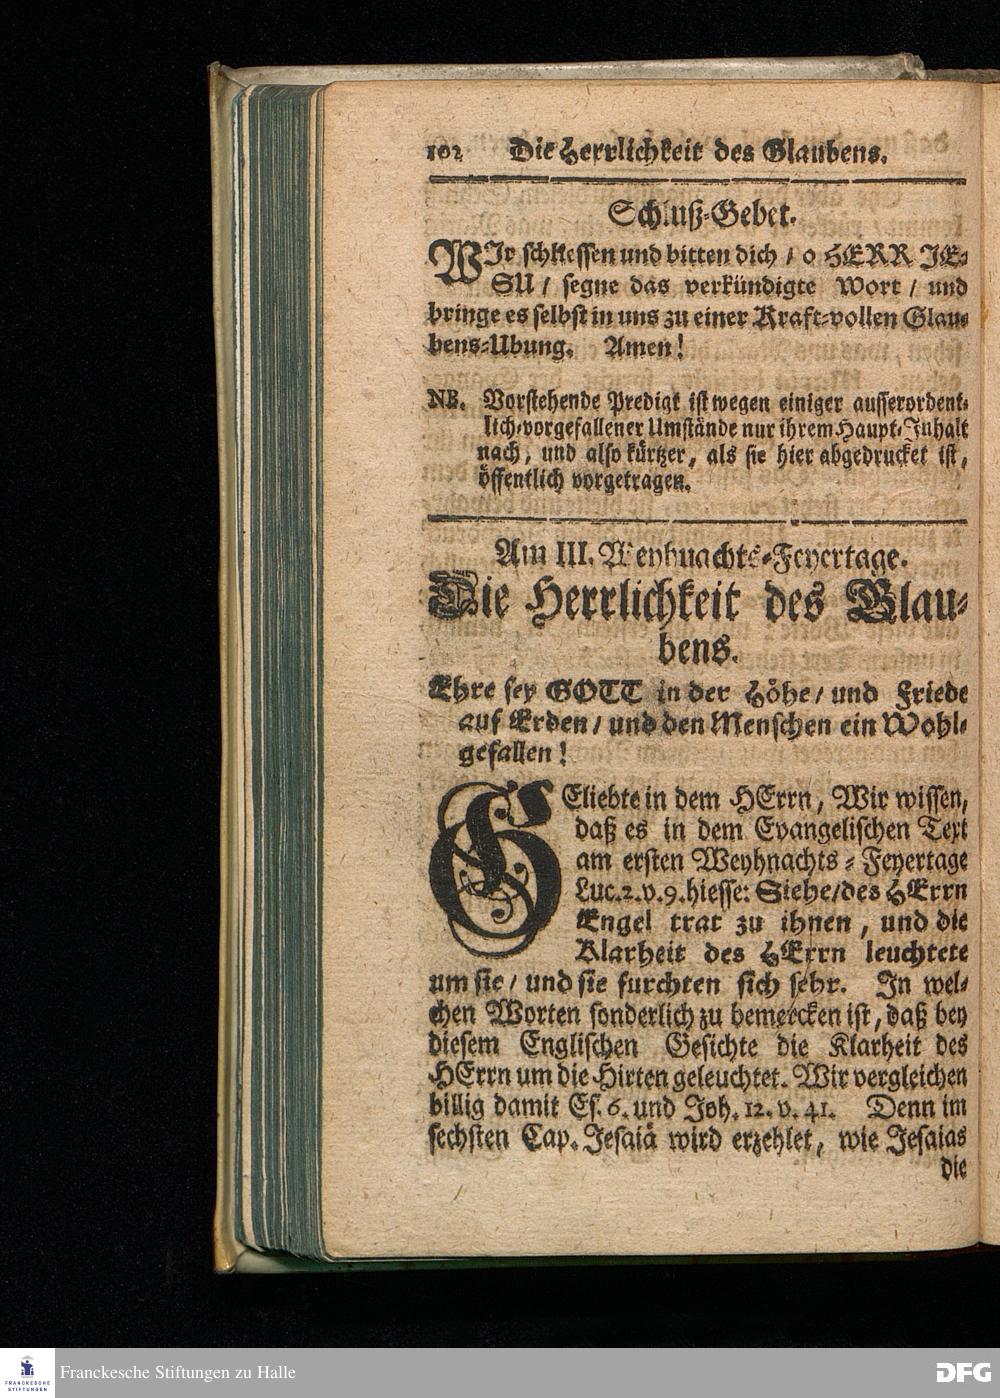 102 Die Herrlichkeit des Glaubens.
Schluß-Gebet.
WIr schliessen und bitten dich / o HERR JE-
SU / segne das verkündigte Wort / und
bringe es selbst in uns zu einer Kraft-vollen Glau-
bens-Ubung. Amen!
NB. Vorstehende Predigt ist wegen einiger ausserordent-
lich-vorgefallener Umstände nur ihrem Haupt-Inhalt
nach, und also kürtzer, als sie hier abgedrucket ist,
öffentlich vorgetragen.
Am III. Weyhnachts-Feyertage.
Die Herrlichkeit des Glau-
bens.
Ehre sey GOTT in der Höhe / und Friede
auf Erden / und den Menschen ein Wohl-
gefallen!
GEliebte in dem HErrn, Wir wissen,
daß es in dem Evangelischen Text
am ersten Weyhnachts-Feyertage
Luc. 2. v. 9. hiesse: Siehe / des HErrn
Engel trat zu ihnen, und die
Klarheit des HErrn leuchtete
um sie / und sie furchten sich sehr. In wel-
chen Worten sonderlich zu bemercken ist, daß bey
diesem Englischen Gesichte die Klarheit des
HErrn um die Hirten geleuchtet. Wir vergleichen
billig damit Es. 6. und Joh. 12. v. 41. Denn im
sechsten Cap. Jesaiä wird erzehlet, wie Jesaias
die
FRANCKESCHE
STIFTUNGEN
Franckesche Stiftungen zu Halle
DFG